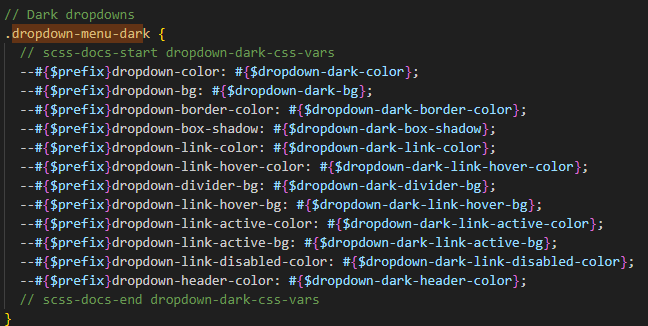 // Dark dropdowns
.dropdown-menu-dark {
// scss-docs-start dropdown-dark-css-vars
--#{$prefix}dropdown-color: #{$dropdown-dark-color};
--#{$prefix}dropdown-bg: #{$dropdown-dark-bg};
--#{$prefix}dropdown-border-color: #{$dropdown-dark-border-color};
--#{$prefix}dropdown-box-shadow: #{$dropdown-dark-box-shadow};
--#{$prefix}dropdown-link-color: #{$dropdown-dark-link-color};
--#{$prefix}dropdown-link-hover-color: #{$dropdown-dark-link-hover-color};
--#{$prefix}dropdown-divider-bg: #{$dropdown-dark-divider-bg};
--#{$prefix}dropdown-link-hover-bg: #{$dropdown-dark-link-hover-bg};
--#{$prefix}dropdown-link-active-color: #{$dropdown-dark-link-active-color};
--#{$prefix}dropdown-link-active-bg: #{$dropdown-dark-link-active-bg};
--#{$prefix}dropdown-link-disabled-color: #{$dropdown-dark-link-disabled-color};
--#{$prefix}dropdown-header-color: #{$dropdown-dark-header-color};
// scss-docs-end dropdown-dark-css-vars
}